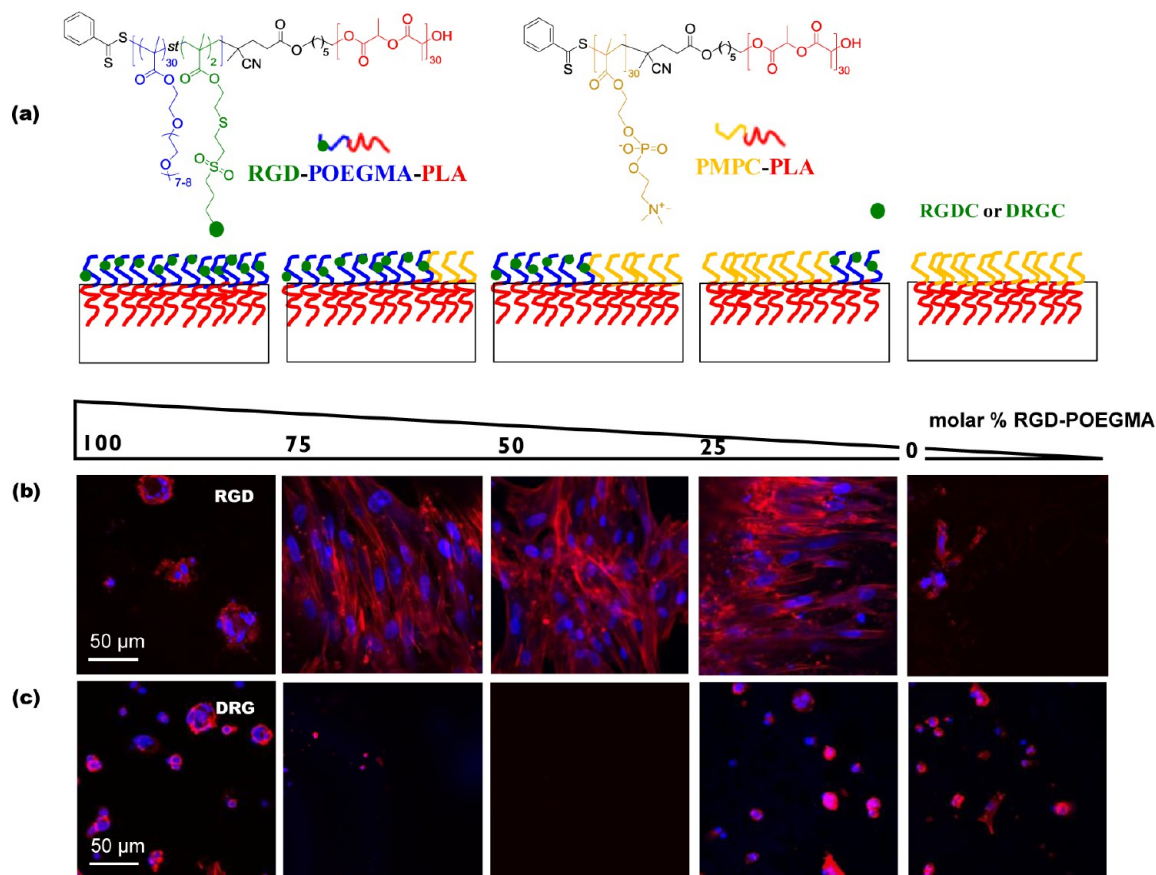 (a)
S
S
st
30
2
O
O
O
O
CN
O
O
5
O
O
O
O
OH
30
O
O
7-8
S
S
O
O
RGD-POEGMA-PLA
S
S
30
O
O
CN
O
O
5
O
O
O
O
OH
30
O
⁻O
P
O
O
N⁺
PMPC-PLA
RGDC or DRGC
molar % RGD-POEGMA
100 75 50 25 0
(b)
RGD
50 µm
(c)
DRG
50 µm